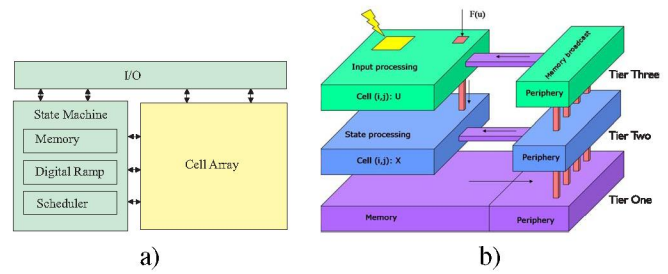 I/O
State Machine
Memory
Digital Ramp
Scheduler
Cell Array
a)
F(u)
Input processing
Cell (i,j): U
Memory broadcast
Periphery
Tier Three
State processing
Cell (i,j): X
Periphery
Tier Two
Memory
Periphery
Tier One
b)